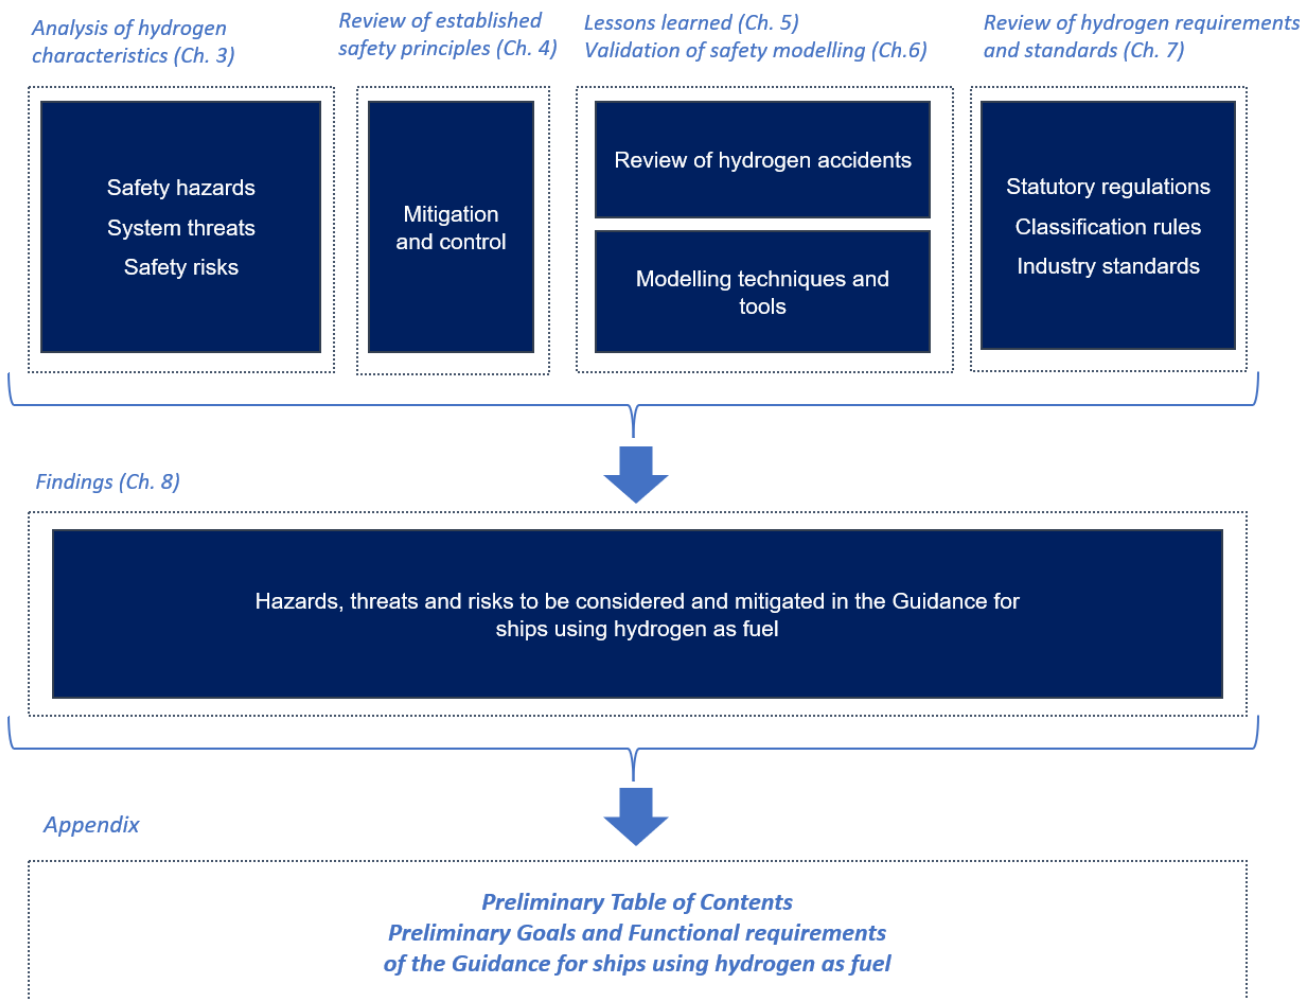 Analysis of hydrogen
characteristics (Ch. 3)
Review of established
safety principles (Ch. 4)
Lessons learned (Ch. 5)
Validation of safety modelling (Ch.6)
Review of hydrogen requirements
and standards (Ch. 7)
Safety hazards
System threats
Safety risks
Mitigation
and control
Review of hydrogen accidents
Modelling techniques and
tools
Statutory regulations
Classification rules
Industry standards
Findings (Ch. 8)
Hazards, threats and risks to be considered and mitigated in the Guidance for
ships using hydrogen as fuel
Appendix
Preliminary Table of Contents
Preliminary Goals and Functional requirements
of the Guidance for ships using hydrogen as fuel